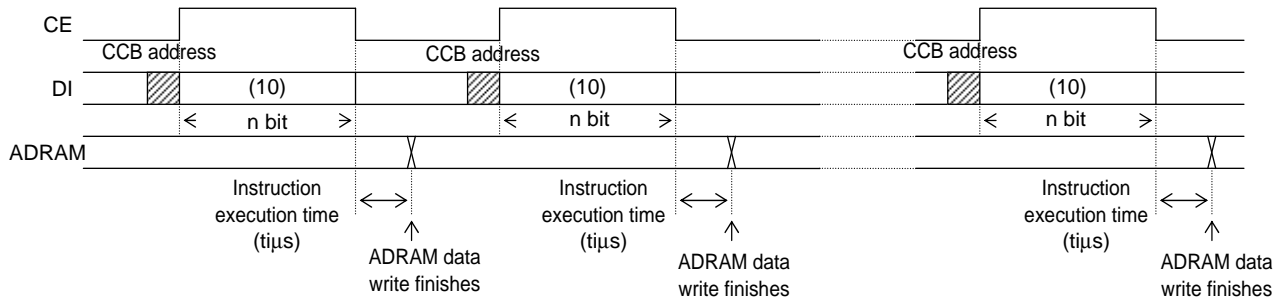 CE
CCB address CCB address CCB address
DI (10) (10) (10)
n bit n bit n bit
ADRAM
Instruction Instruction Instruction
execution time execution time execution time
(tiμs) (tiμs) (tiμs)
ADRAM data ADRAM data ADRAM data
write finishes write finishes write finishes